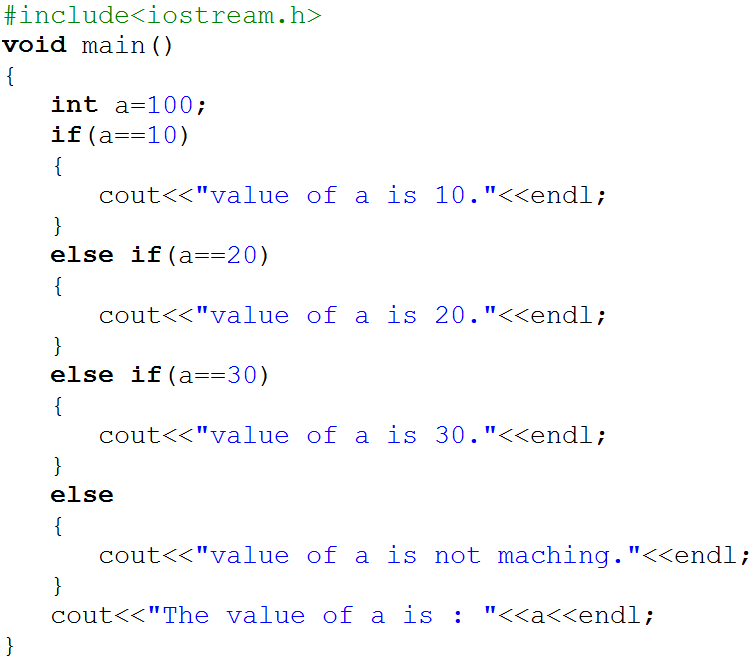 #include<iostream.h>
void main()
{
   int a=100;
   if(a==10)
   {
      cout<<"value of a is 10."<<endl;
   }
   else if(a==20)
   {
      cout<<"value of a is 20."<<endl;
   }
   else if(a==30)
   {
      cout<<"value of a is 30."<<endl;
   }
   else
   {
      cout<<"value of a is not maching."<<endl;
   }
   cout<<"The value of a is : "<<a<<endl;
}